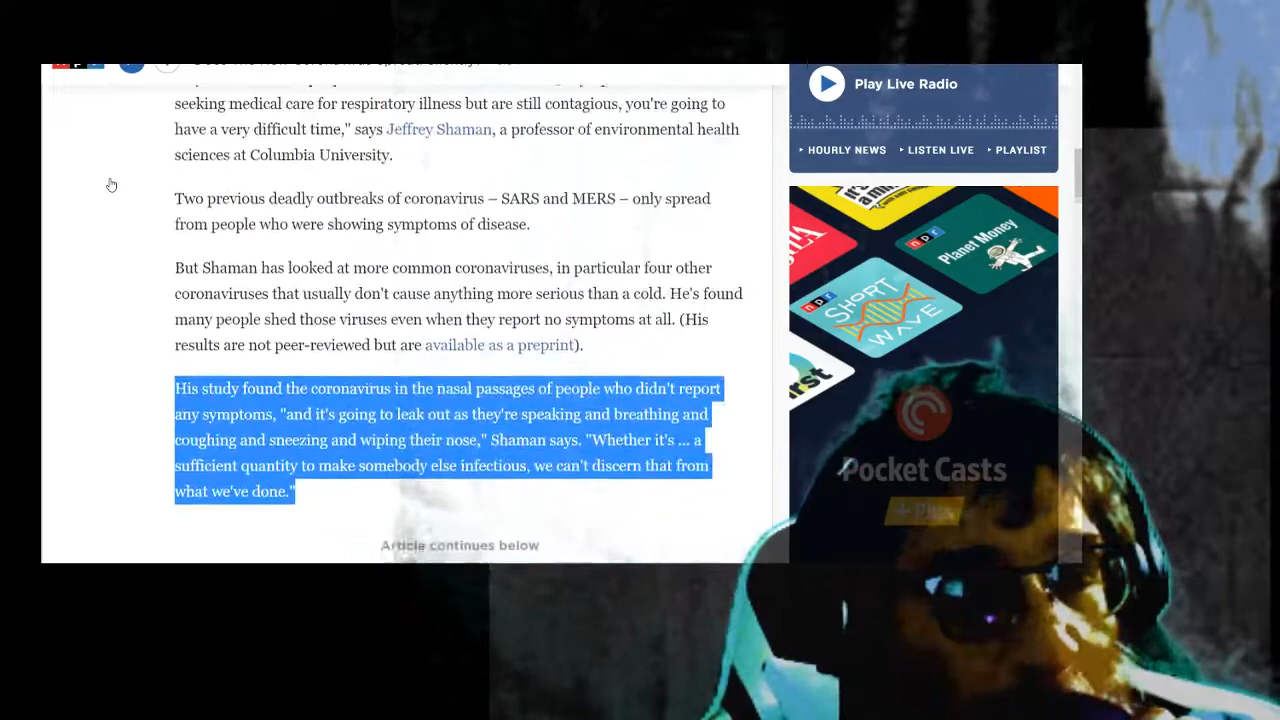 seeking medical care for respiratory illness but are still contagious, you're going to
have a very difficult time," says Jeffrey Shaman, a professor of environmental health
sciences at Columbia University.
Two previous deadly outbreaks of coronavirus – SARS and MERS – only spread
from people who were showing symptoms of disease.
But Shaman has looked at more common coronaviruses, in particular four other
coronaviruses that usually don't cause anything more serious than a cold. He's found
many people shed those viruses even when they report no symptoms at all. (His
results are not peer-reviewed but are available as a preprint).
His study found the coronavirus in the nasal passages of people who didn't report
any symptoms, "and it's going to leak out as they're speaking and breathing and
coughing and sneezing and wiping their nose," Shaman says. "Whether it's ... a
sufficient quantity to make somebody else infectious, we can't discern that from
what we've done."
Article continues below
Play Live Radio
HOURLY NEWS
LISTEN LIVE
PLAYLIST
npr
Planet Money
npr
SHORT
WAVE
Pocket Casts